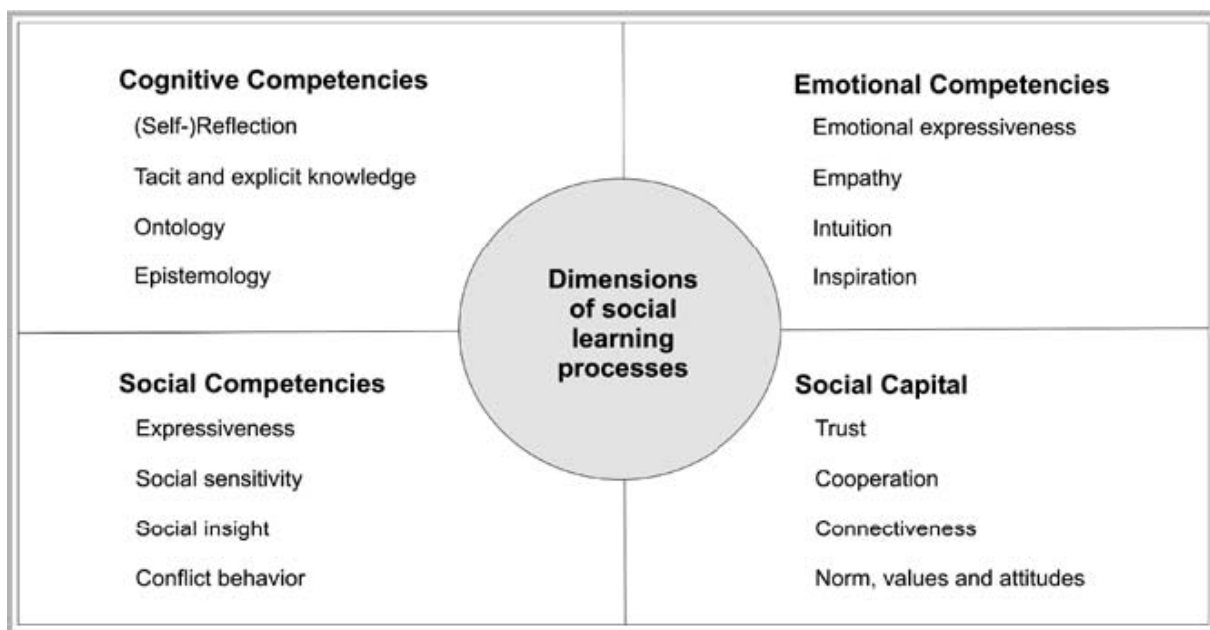 Cognitive Competencies
(Self-)Reflection
Tacit and explicit knowledge
Ontology
Epistemology
Emotional Competencies
Emotional expressiveness
Empathy
Intuition
Inspiration
Dimensions
of social
learning
processes
Social Competencies
Expressiveness
Social sensitivity
Social insight
Conflict behavior
Social Capital
Trust
Cooperation
Connectiveness
Norm, values and attitudes